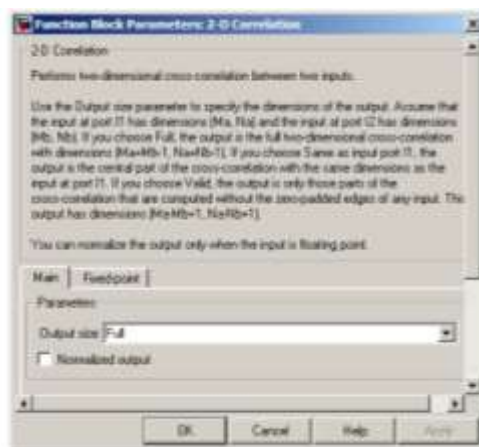 Function Block Parameters: 2-D Correlation
2-D Correlation
Performs two-dimensional cross-correlation between two inputs.
Use the Output size parameter to specify the dimensions of the output. Assume that
the input at port I1 has dimensions (Ma, Na) and the input at port I2 has dimensions
(Mb, Nb). If you choose Full, the output is the full two-dimensional cross-correlation
with dimensions (Ma+Mb-1, Na+Nb-1). If you choose Same as input port I1, the
output is the central part of the cross-correlation with the same dimensions as the
input at port I1. If you choose Valid, the output is only those parts of the
cross-correlation that are computed without the zero-padded edges of any input. This
output has dimensions (Ma-Mb+1, Na-Nb+1).
You can normalize the output only when the input is floating point.
Main
Fixed-point
Parameters
Output size: Full
Normalized output
OK
Cancel
Help
Apply